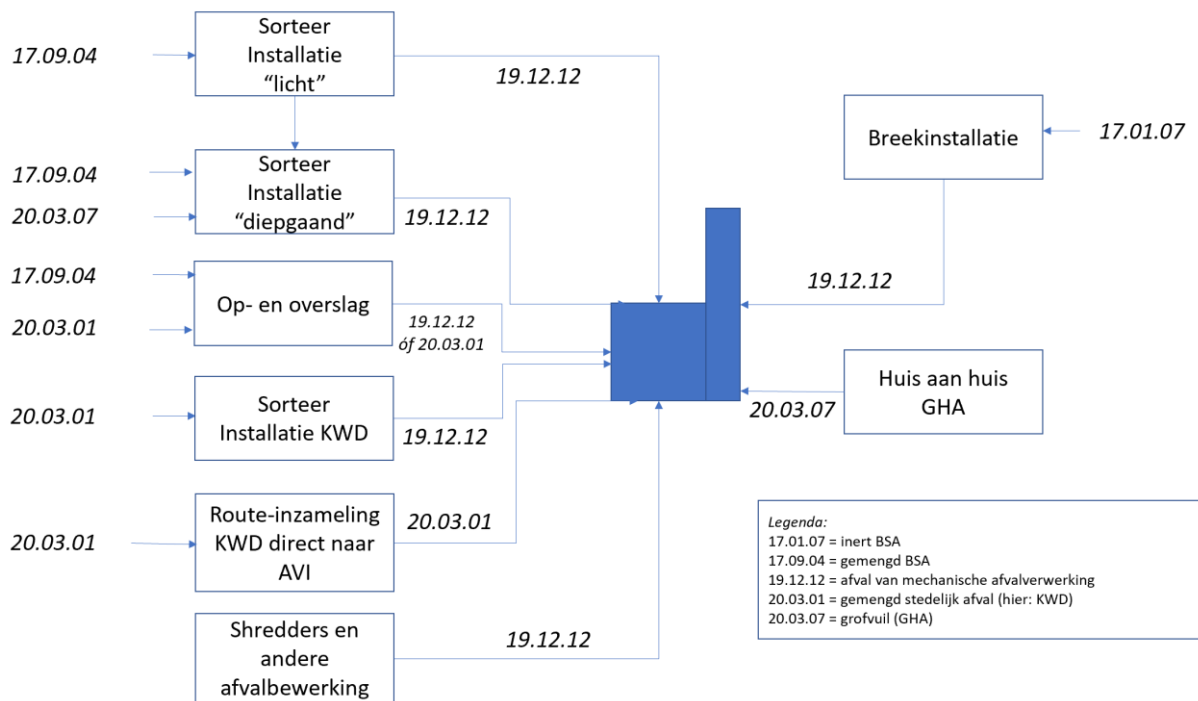 17.09.04
Sorteer
Installatie
“licht”
19.12.12
17.09.04
20.03.07
Sorteer
Installatie
“diepgaand”
19.12.12
17.09.04
20.03.01
Op- en overslag
19.12.12
óf 20.03.01
20.03.01
Sorteer
Installatie KWD
19.12.12
20.03.01
Route-inzameling
KWD direct naar
AVI
20.03.01
Shredders en
andere
afvalbewerking
19.12.12
Breekinstallatie
17.01.07
19.12.12
Huis aan huis
GHA
20.03.07
Legenda:
17.01.07 = inert BSA
17.09.04 = gemengd BSA
19.12.12 = afval van mechanische afvalverwerking
20.03.01 = gemengd stedelijk afval (hier: KWD)
20.03.07 = grofvuil (GHA)